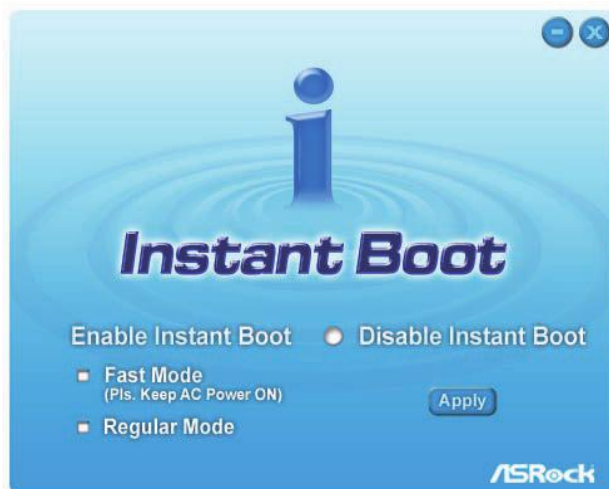 Instant Boot
Enable Instant Boot Disable Instant Boot
Fast Mode
(Pls. Keep AC Power ON)
Apply
Regular Mode
ASRock